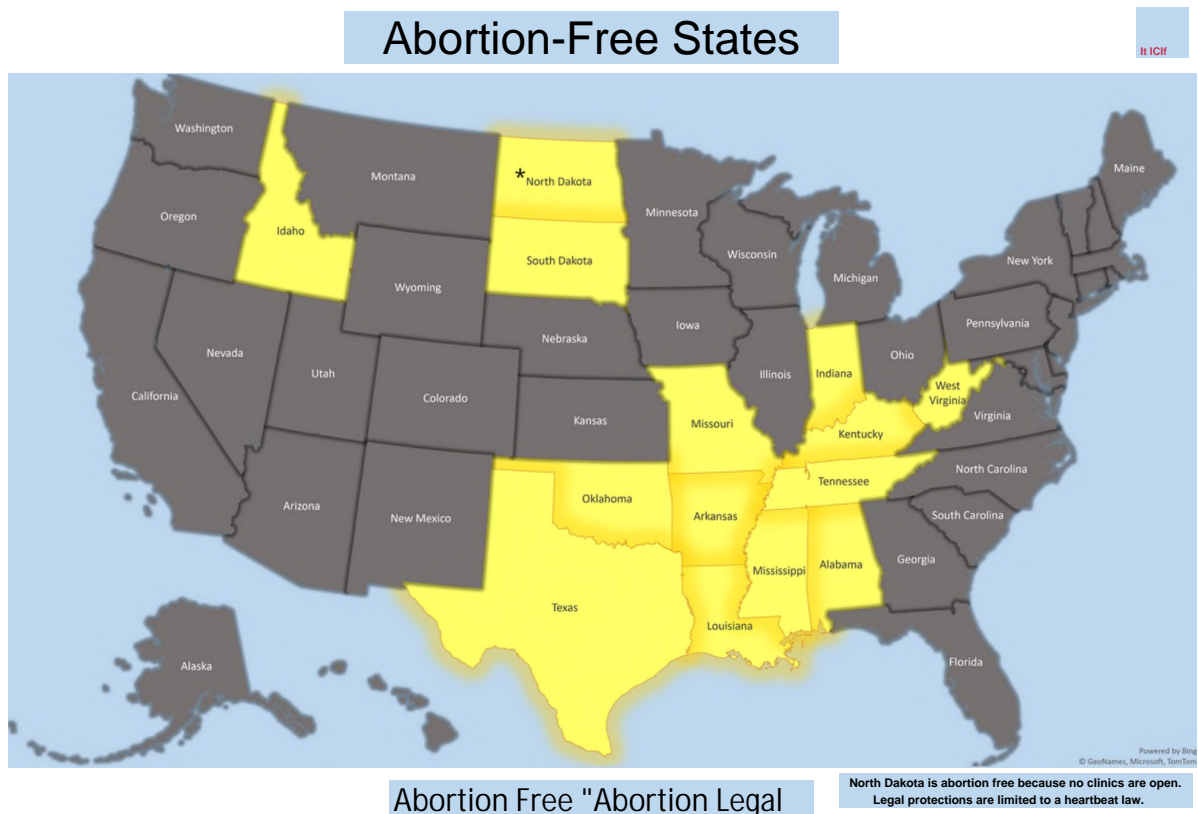 Abortion-Free States
It ICIf
Washington
Montana
*North Dakota
Minnesota
Maine
Oregon
Idaho
South Dakota
Wisconsin
Michigan
New York
Wyoming
Iowa
Pennsylvania
Nebraska
Nevada
Utah
Colorado
Illinois
Indiana
Ohio
West
Virginia
Virginia
California
Kansas
Missouri
Kentucky
Arizona
New Mexico
Oklahoma
Arkansas
Tennessee
North Carolina
South Carolina
Texas
Louisiana
Mississippi
Alabama
Georgia
Alaska
Florida
Powered by Bing
© GeoNames, Microsoft, TomTom
Abortion Free "Abortion Legal
North Dakota is abortion free because no clinics are open.
Legal protections are limited to a heartbeat law.